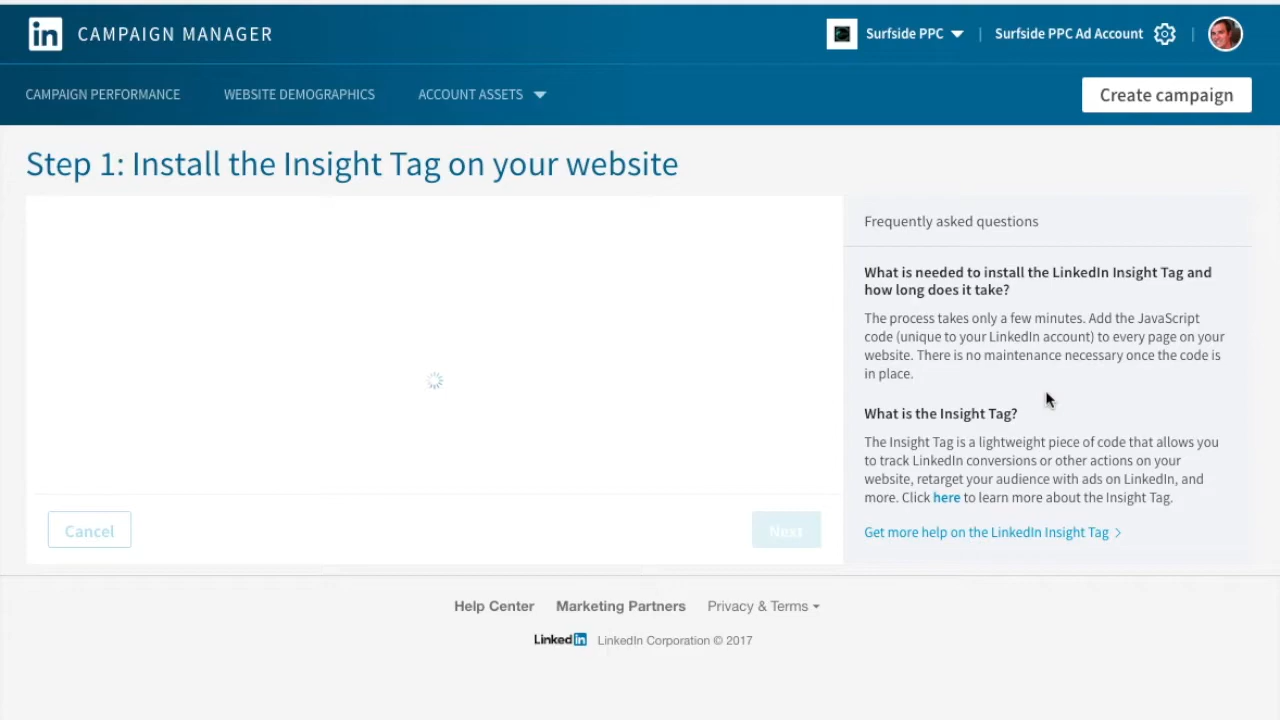 in CAMPAIGN MANAGER
Surfside PPC
Surfside PPC Ad Account
CAMPAIGN PERFORMANCE
WEBSITE DEMOGRAPHICS
ACCOUNT ASSETS
Create campaign
Step 1: Install the Insight Tag on your website
Frequently asked questions
What is needed to install the LinkedIn Insight Tag and
how long does it take?
The process takes only a few minutes. Add the JavaScript
code (unique to your LinkedIn account) to every page on your
website. There is no maintenance necessary once the code is
in place.
What is the Insight Tag?
The Insight Tag is a lightweight piece of code that allows you
to track LinkedIn conversions or other actions on your
website, retarget your audience with ads on LinkedIn, and
more. Click here to learn more about the Insight Tag.
Get more help on the LinkedIn Insight Tag
Cancel
Next
Help Center
Marketing Partners
Privacy & Terms
Linkedin
LinkedIn Corporation © 2017